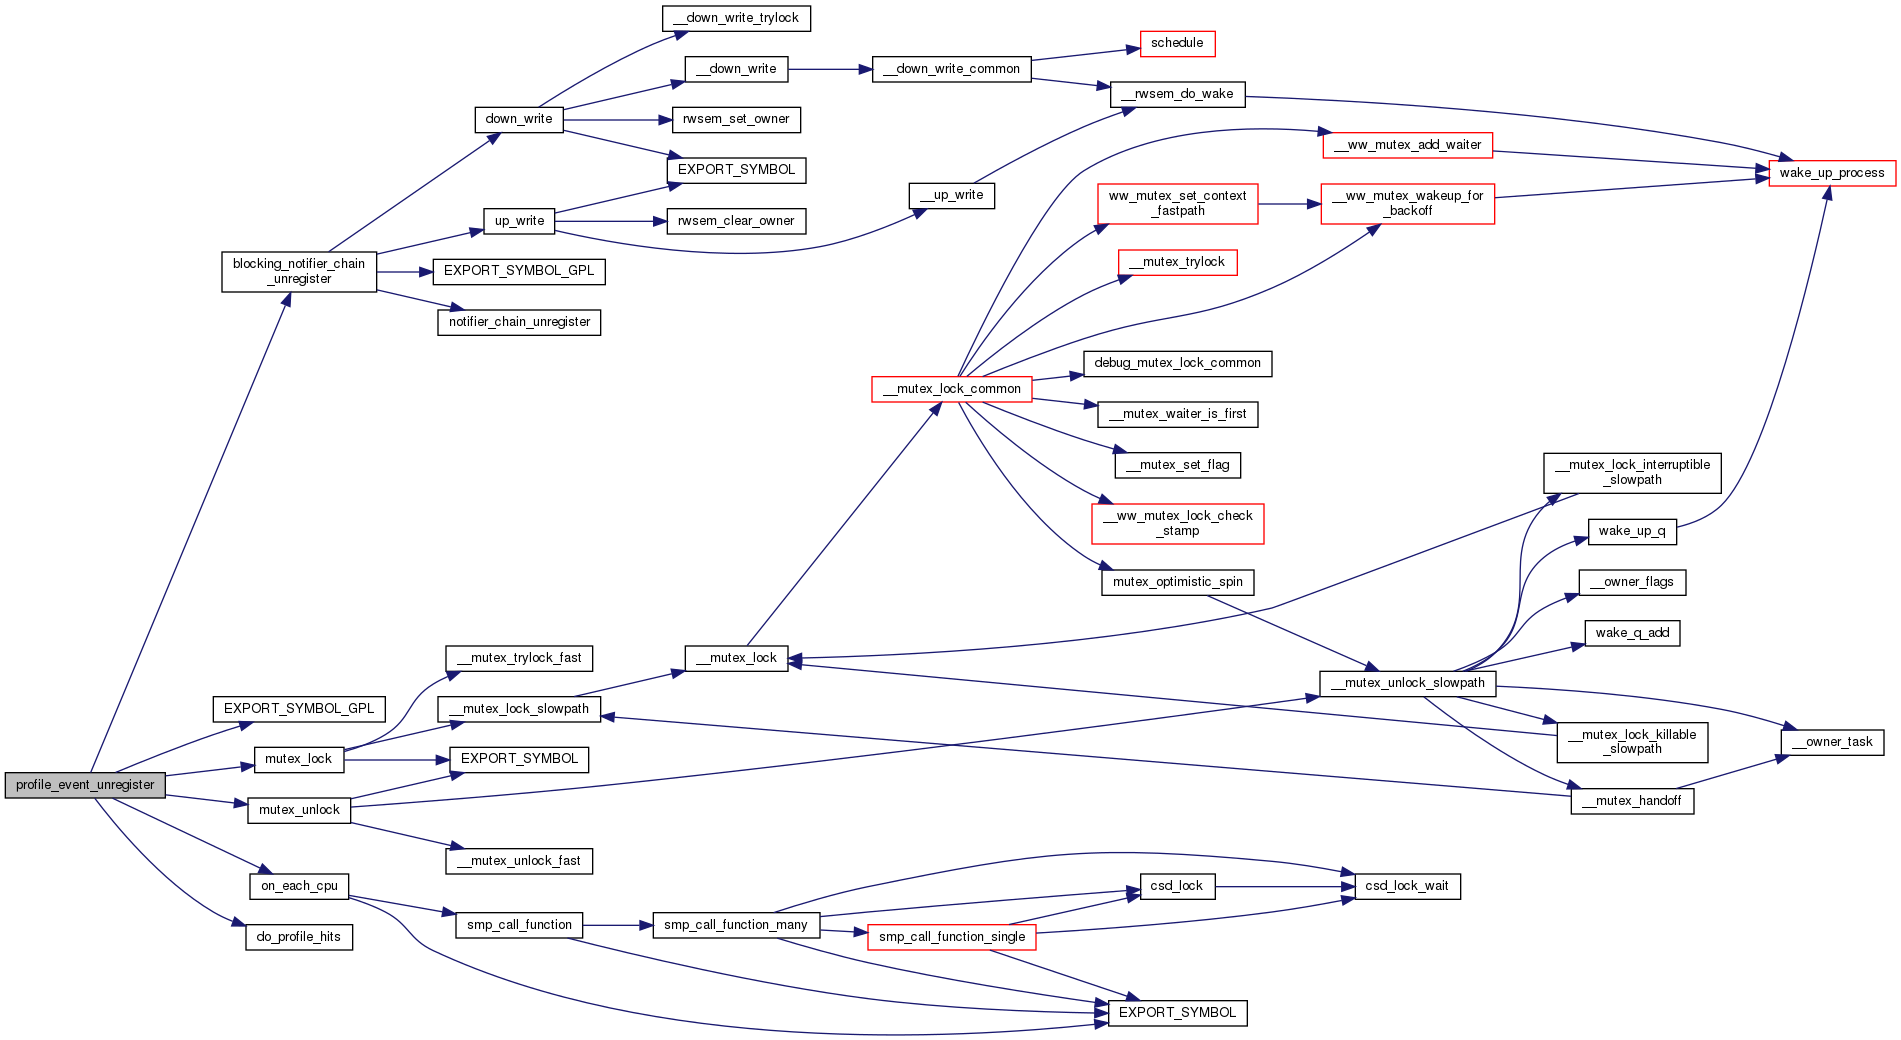 __down_write_trylock
schedule
__down_write
__down_write_common
__rwsem_do_wake
down_write
rwsem_set_owner
__ww_mutex_add_waiter
EXPORT_SYMBOL
wake_up_process
__up_write
ww_mutex_set_context
_fastpath
__ww_mutex_wakeup_for
_backoff
up_write
rwsem_clear_owner
blocking_notifier_chain
_unregister
EXPORT_SYMBOL_GPL
__mutex_trylock
notifier_chain_unregister
debug_mutex_lock_common
__mutex_lock_common
__mutex_waiter_is_first
__mutex_set_flag
__mutex_lock_interruptible
_slowpath
__ww_mutex_lock_check
_stamp
wake_up_q
mutex_optimistic_spin
__owner_flags
wake_q_add
__mutex_trylock_fast
__mutex_lock
__mutex_unlock_slowpath
EXPORT_SYMBOL_GPL
__mutex_lock_slowpath
__mutex_lock_killable
_slowpath
__owner_task
mutex_lock
EXPORT_SYMBOL
profile_event_unregister
__mutex_handoff
mutex_unlock
__mutex_unlock_fast
on_each_cpu
csd_lock
csd_lock_wait
smp_call_function
smp_call_function_many
do_profile_hits
smp_call_function_single
EXPORT_SYMBOL